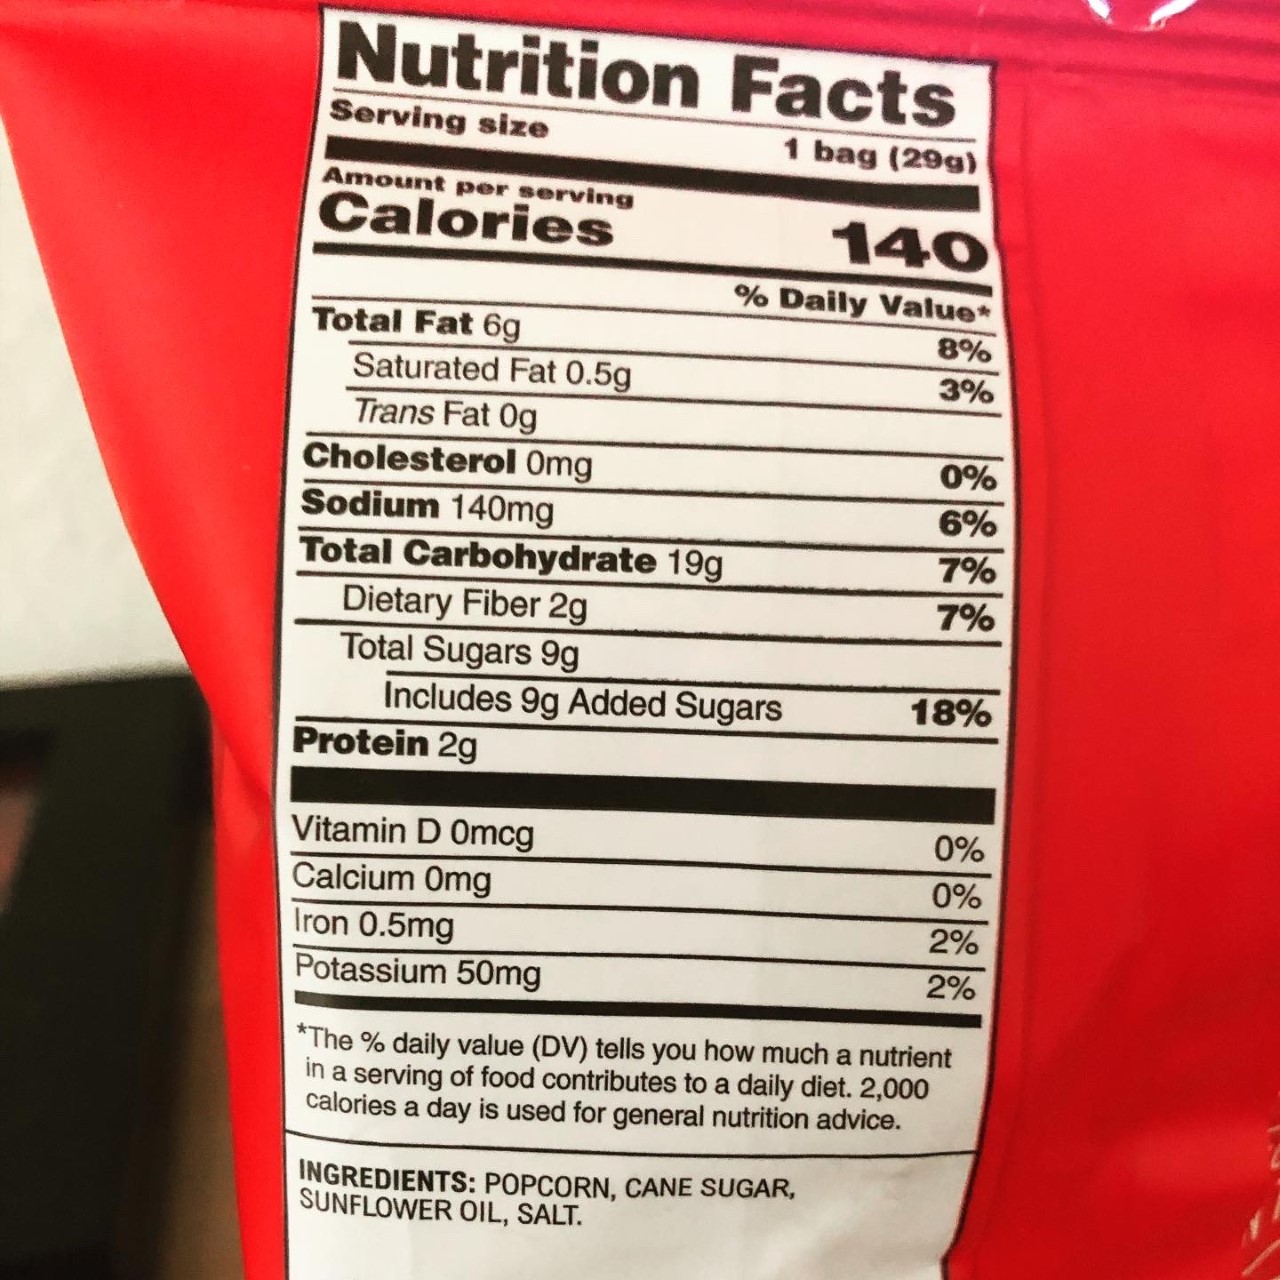 Nutrition Facts
Serving size 1 bag (29g)
Amount per serving
Calories 140
% Daily Value*
Total Fat 6g 8%
Saturated Fat 0.5g 3%
Trans Fat 0g
Cholesterol 0mg 0%
Sodium 140mg 6%
Total Carbohydrate 19g 7%
Dietary Fiber 2g 7%
Total Sugars 9g
Includes 9g Added Sugars 18%
Protein 2g
Vitamin D 0mcg 0%
Calcium 0mg 0%
Iron 0.5mg 2%
Potassium 50mg 2%
*The % daily value (DV) tells you how much a nutrient
in a serving of food contributes to a daily diet. 2,000
calories a day is used for general nutrition advice.
INGREDIENTS: POPCORN, CANE SUGAR,
SUNFLOWER OIL, SALT.